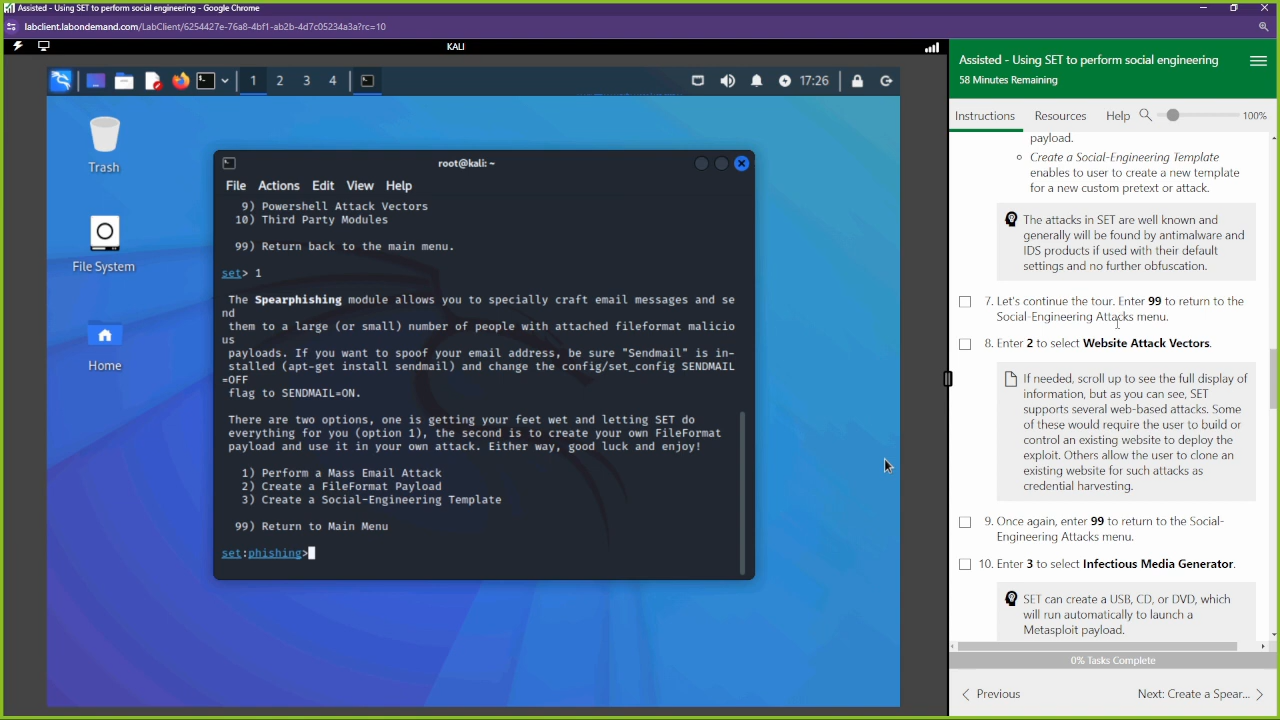 Assisted - Using SET to perform social engineering - Google Chrome
labclient.labondemand.com/LabClient/6254427e-76a8-4bf1-ab2b-4d7c05234a3a?rc=10
KALI
1 2 3 4
17:26
Trash
File System
Home
root@kali: ~
File Actions Edit View Help
9) Powershell Attack Vectors
10) Third Party Modules
99) Return back to the main menu.
set> 1
The Spearphishing module allows you to specially craft email messages and se
nd
them to a large (or small) number of people with attached fileformat malicio
us
payloads. If you want to spoof your email address, be sure "Sendmail" is in-
stalled (apt-get install sendmail) and change the config/set_config SENDMAIL
=OFF
flag to SENDMAIL=ON.
There are two options, one is getting your feet wet and letting SET do
everything for you (option 1), the second is to create your own FileFormat
payload and use it in your own attack. Either way, good luck and enjoy!
1) Perform a Mass Email Attack
2) Create a FileFormat Payload
3) Create a Social-Engineering Template
99) Return to Main Menu
set:phishing>
Assisted - Using SET to perform social engineering
58 Minutes Remaining
Instructions Resources Help 100%
payload.
Create a Social-Engineering Template
enables to user to create a new template
for a new custom pretext or attack.
The attacks in SET are well known and
generally will be found by antimalware and
IDS products if used with their default
settings and no further obfuscation.
7. Let's continue the tour. Enter 99 to return to the
Social-Engineering Attacks menu.
8. Enter 2 to select Website Attack Vectors.
If needed, scroll up to see the full display of
information, but as you can see, SET
supports several web-based attacks. Some
of these would require the user to build or
control an existing website to deploy the
exploit. Others allow the user to clone an
existing website for such attacks as
credential harvesting.
9. Once again, enter 99 to return to the Social-
Engineering Attacks menu.
10. Enter 3 to select Infectious Media Generator.
SET can create a USB, CD, or DVD, which
will run automatically to launch a
Metasploit payload.
0% Tasks Complete
Previous
Next: Create a Spear...